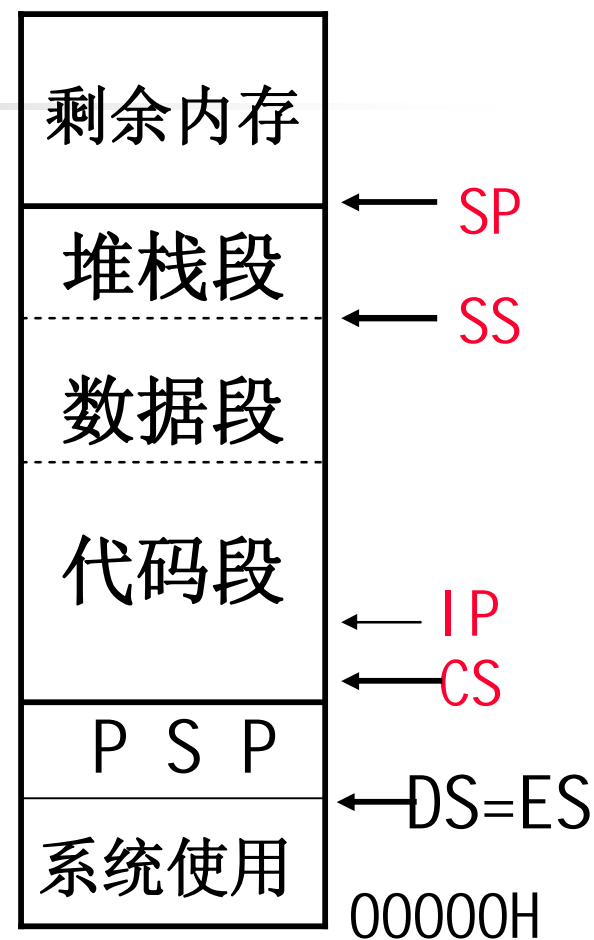 剩余内存
SP
堆栈段
SS
数据段
代码段
IP
CS
P S P
DS=ES
系统使用
00000H